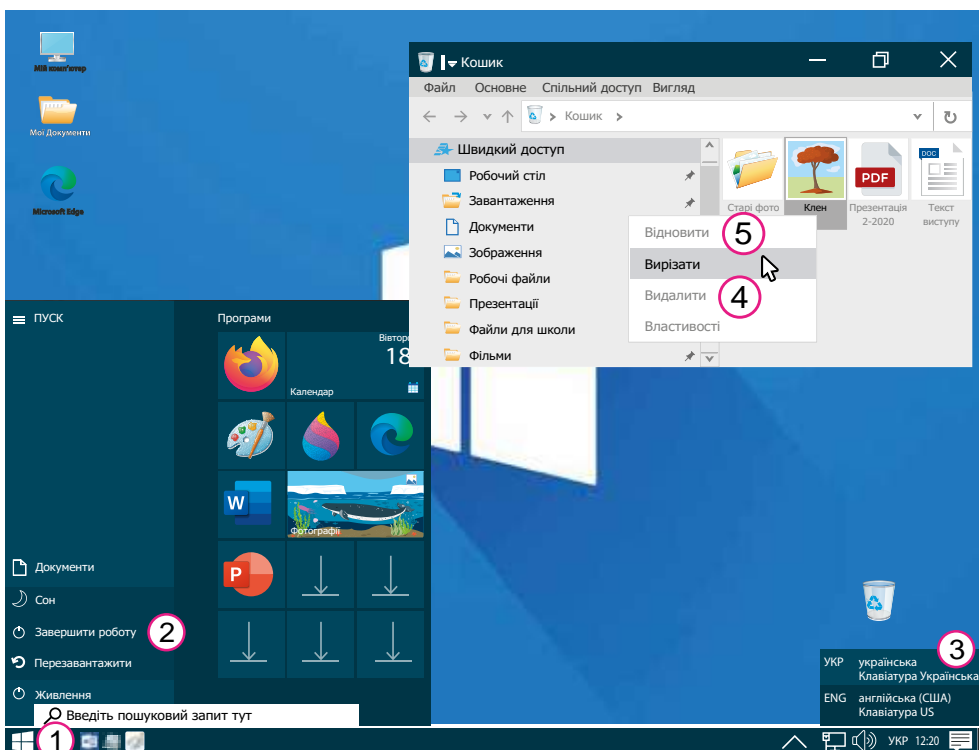 Мій комп'ютер
Мої Документи
Microsoft Edge
Кошик
Файл Основне Спільний доступ Вигляд
Кошик
Швидкий доступ
Робочий стіл
Завантаження
Документи
Зображення
Робочі файли
Презентації
Файли для школи
Фільми
Старі фото
Клен
PDF
Презентація
2-2020
DOC
Текст
виступу
Відновити 5
Вирізати
Видалити 4
Властивості
ПУСК
Програми
18
Календар
W
Фотографії
P
Документи
Сон
Завершити роботу 2
Перезавантажити
Живлення
Введіть пошуковий запит тут
3
УКР українська
Клавіатура Українська
ENG англійська (США)
Клавіатура US
1
УКР 12:20